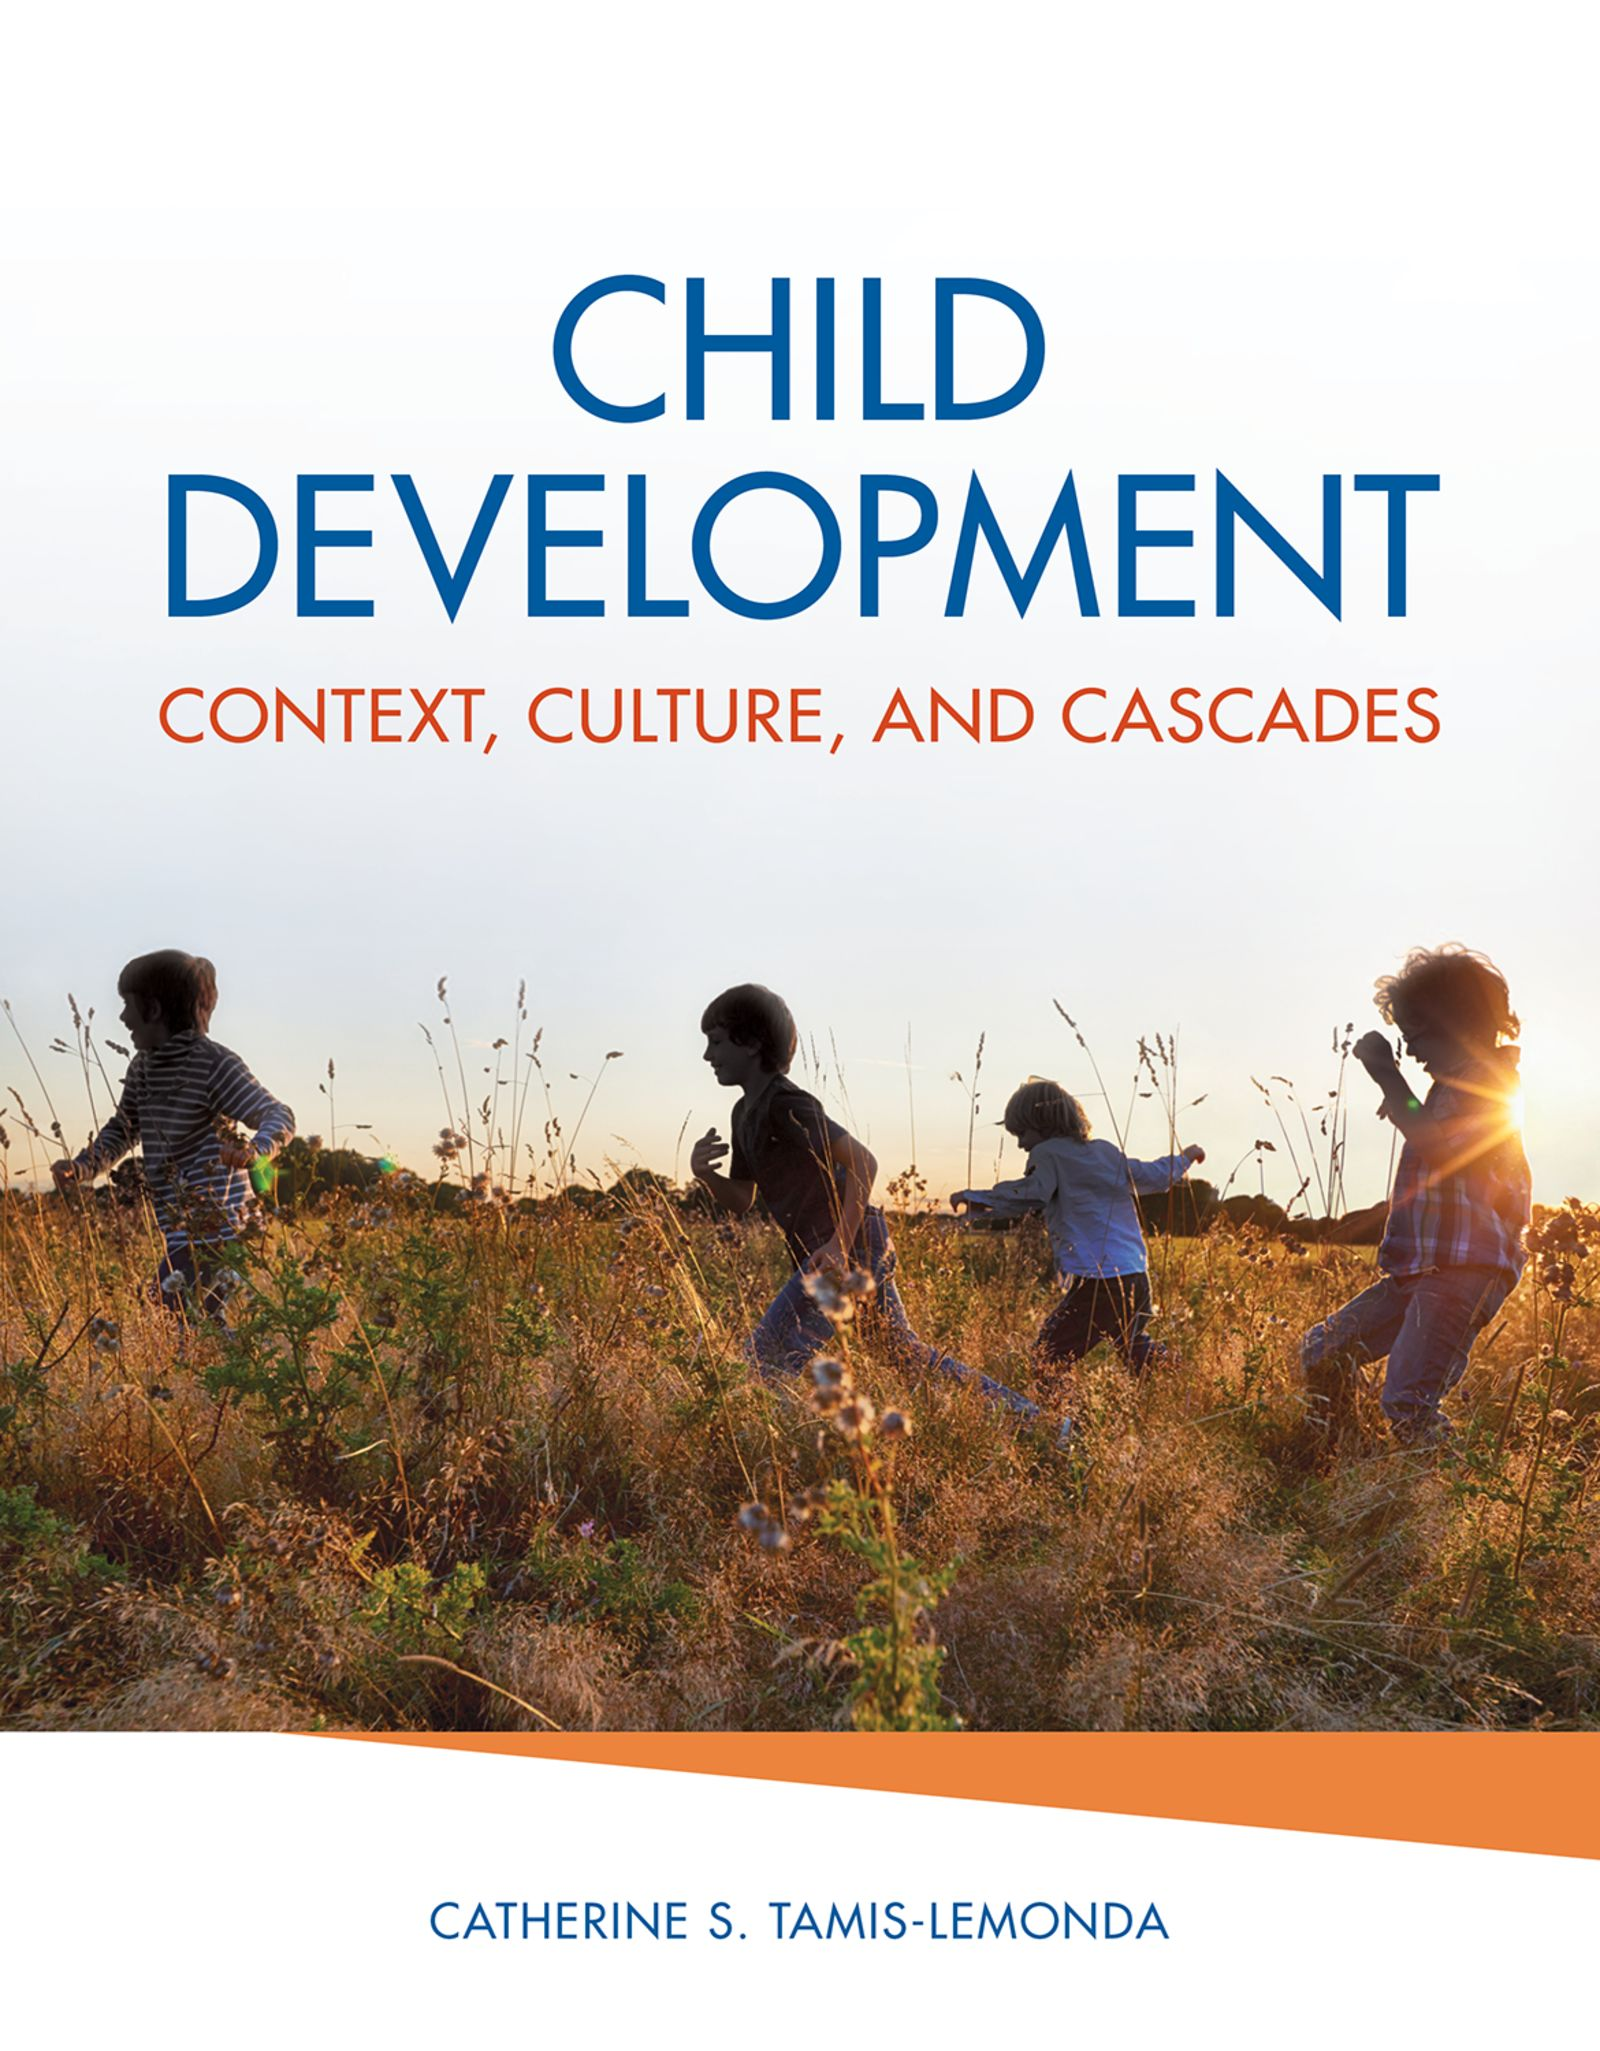 CHILD
DEVELOPMENT
CONTEXT, CULTURE, AND CASCADES
CATHERINE S. TAMIS-LEMONDA